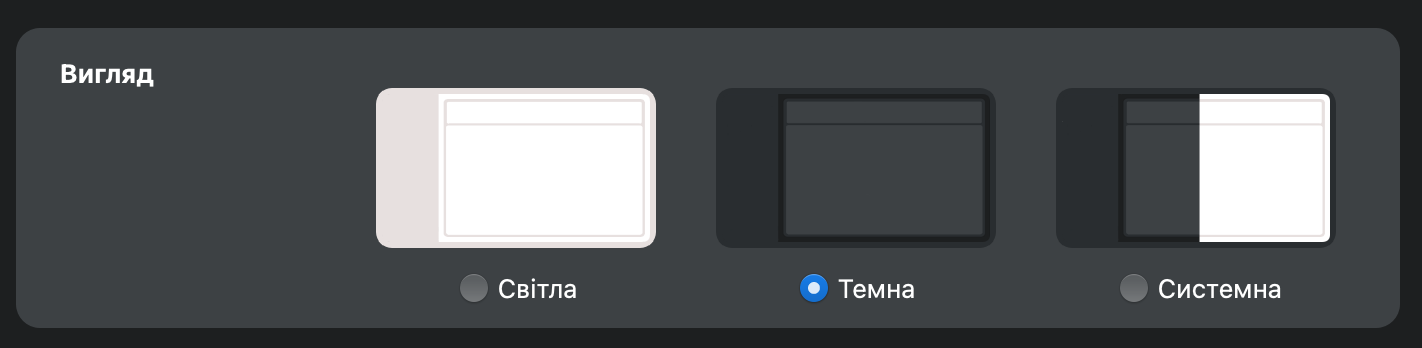 Вигляд
Світла
Темна
Системна